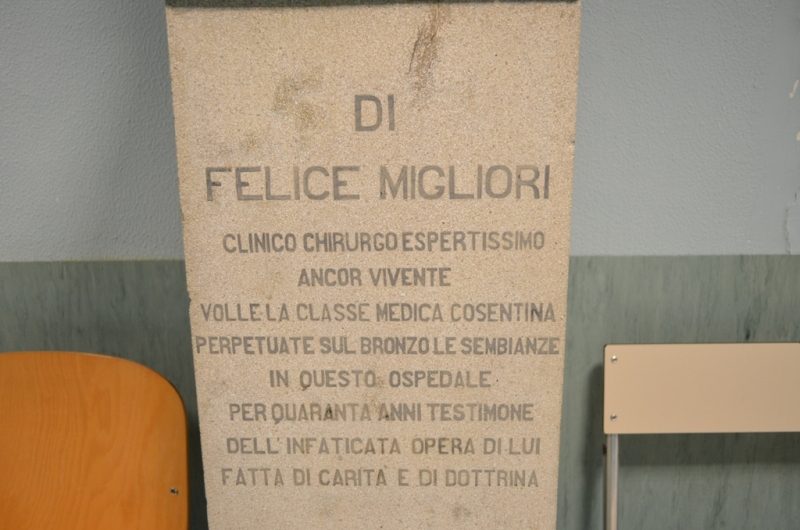 DI
FELICE MIGLIORI
CLINICO CHIRURGO ESPERTISSIMO
ANCOR VIVENTE
VOLLE LA CLASSE MEDICA COSENTINA
PERPETUATE SUL BRONZO LE SEMBIANZE
IN QUESTO OSPEDALE
PER QUARANTA ANNI TESTIMONE
DELL'INFATICATA OPERA DI LUI
FATTA DI CARITÀ E DI DOTTRINA